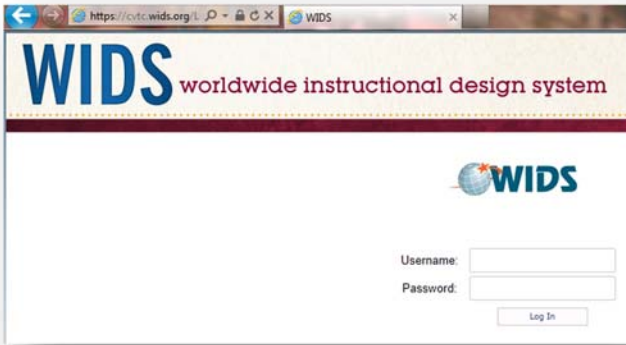 https://cvtc.wids.org/L
WIDS
WIDS worldwide instructional design system
WIDS
Username:
Password:
Log In